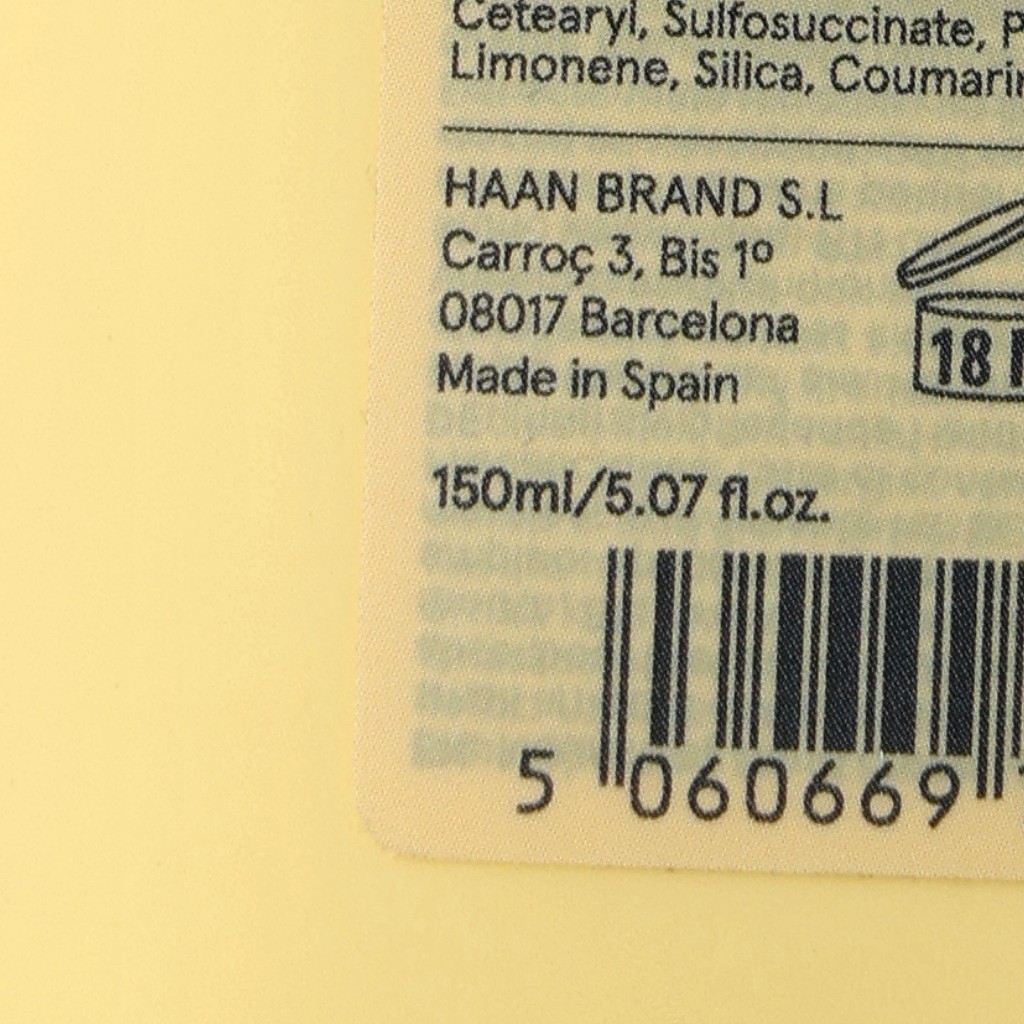 Cetearyl, Sulfosuccinate,
Limonene, Silica, Coumarin
HAAN BRAND S.L
Carroç 3, Bis 1º
08017 Barcelona
Made in Spain
18
150ml/5.07 fl.oz.
5 060669